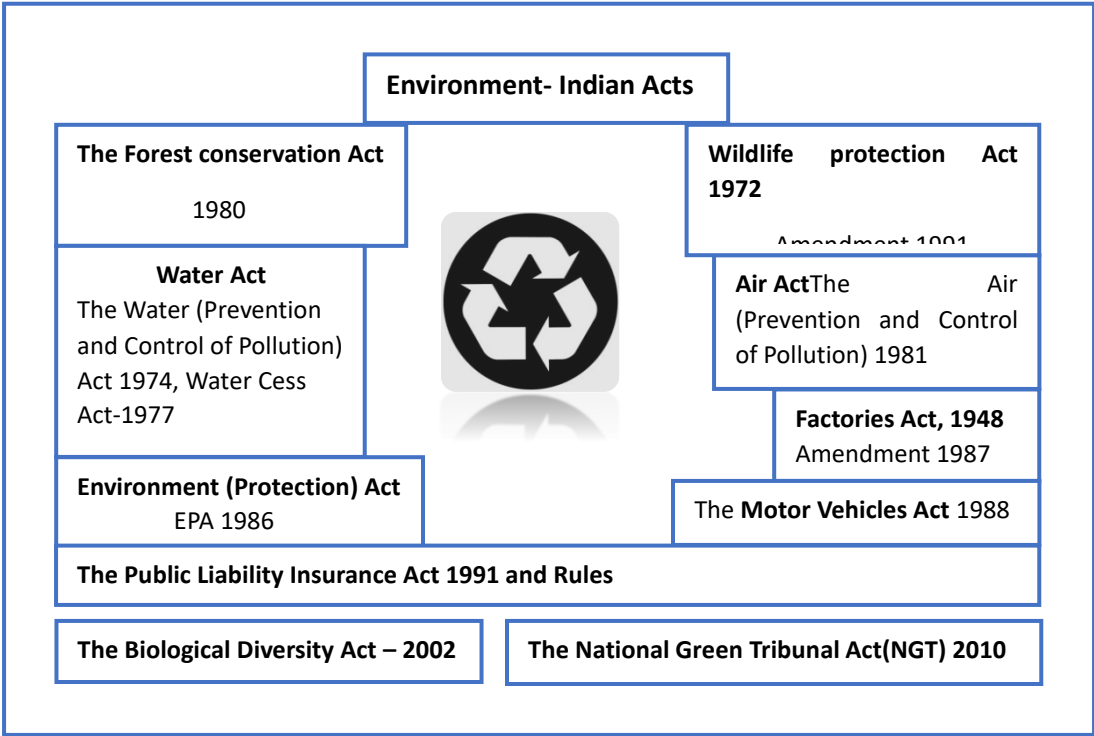 Environment- Indian Acts
The Forest conservation Act
1980
Wildlife protection Act
1972
Amendment 1991
Water Act
The Water (Prevention
and Control of Pollution)
Act 1974, Water Cess
Act-1977
Air ActThe Air
(Prevention and Control
of Pollution) 1981
Factories Act, 1948
Amendment 1987
Environment (Protection) Act
EPA 1986
The Motor Vehicles Act 1988
The Public Liability Insurance Act 1991 and Rules
The Biological Diversity Act – 2002
The National Green Tribunal Act(NGT) 2010